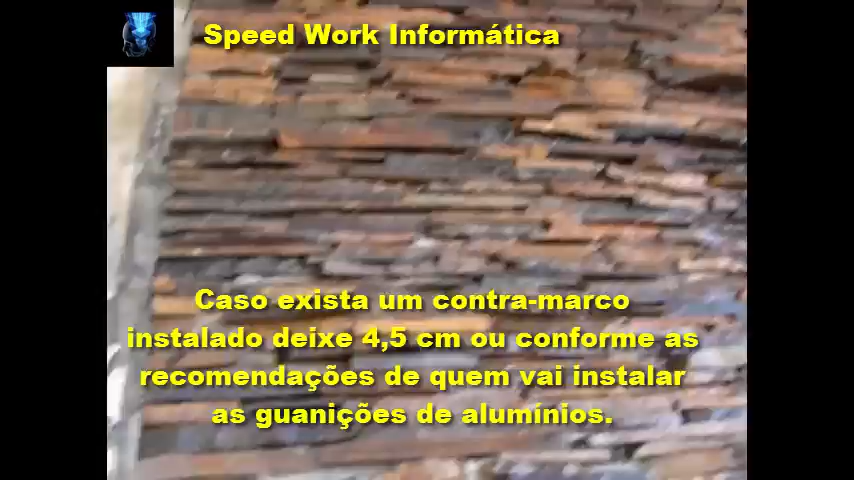 Speed Work Informática
Caso exista um contra-marco
instalado deixe 4,5 cm ou conforme as
recomendações de quem vai instalar
as guanições de alumínios.